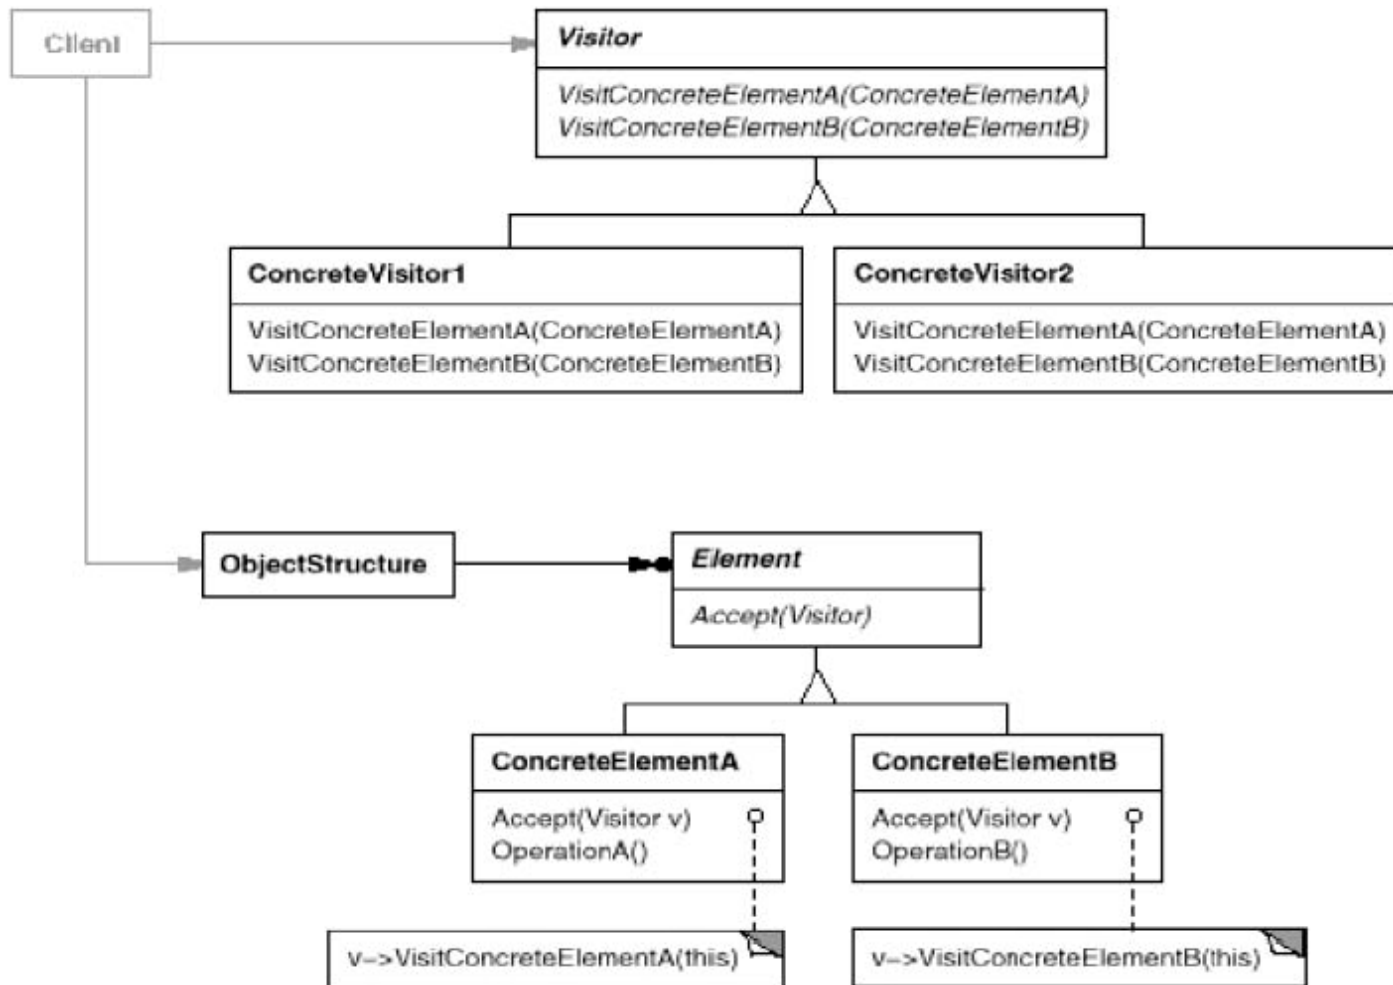 Client
Visitor
VisitConcreteElementA(ConcreteElementA)
VisitConcreteElementB(ConcreteElementB)
ConcreteVisitor1
VisitConcreteElementA(ConcreteElementA)
VisitConcreteElementB(ConcreteElementB)
ConcreteVisitor2
VisitConcreteElementA(ConcreteElementA)
VisitConcreteElementB(ConcreteElementB)
ObjectStructure
Element
Accept(Visitor)
ConcreteElementA
Accept(Visitor v)
OperationA()
ConcreteElementB
Accept(Visitor v)
OperationB()
v->VisitConcreteElementA(this)
v->VisitConcreteElementB(this)